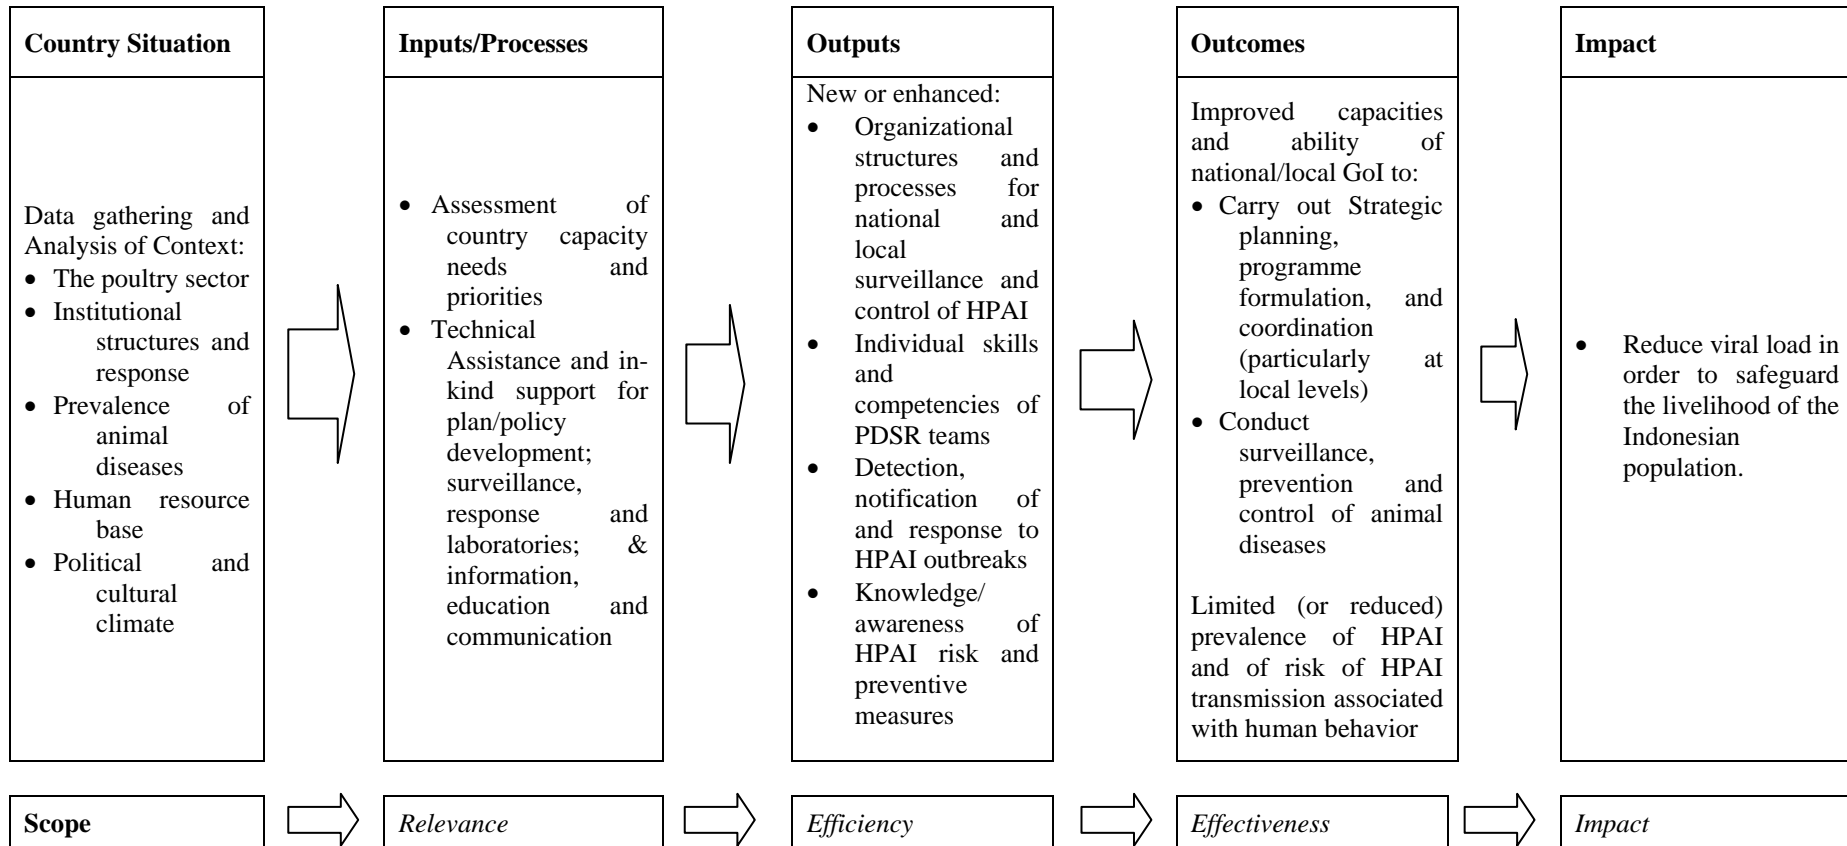 Country Situation
Data gathering and
Analysis of Context:
• The poultry sector
• Institutional
structures and
response
• Prevalence of
animal
diseases
• Human resource
base
• Political and
cultural
climate
Inputs/Processes
• Assessment of
country capacity
needs and
priorities
• Technical
Assistance and in-
kind support for
plan/policy
development;
surveillance,
response and
laboratories; &
information,
education and
communication
Outputs
New or enhanced:
• Organizational
structures and
processes for
national and
local
surveillance and
control of HPAI
• Individual skills
and
competencies of
PDSR teams
• Detection,
notification of
and response to
HPAI outbreaks
• Knowledge/
awareness of
HPAI risk and
preventive
measures
Outcomes
Improved capacities
and ability of
national/local GoI to:
• Carry out Strategic
planning,
programme
formulation, and
coordination
(particularly at
local levels)
• Conduct
surveillance,
prevention and
control of animal
diseases
Limited (or reduced)
prevalence of HPAI
and of risk of HPAI
transmission associated
with human behavior
Impact
• Reduce viral load in
order to safeguard
the livelihood of the
Indonesian
population.
Scope
Relevance
Efficiency
Effectiveness
Impact